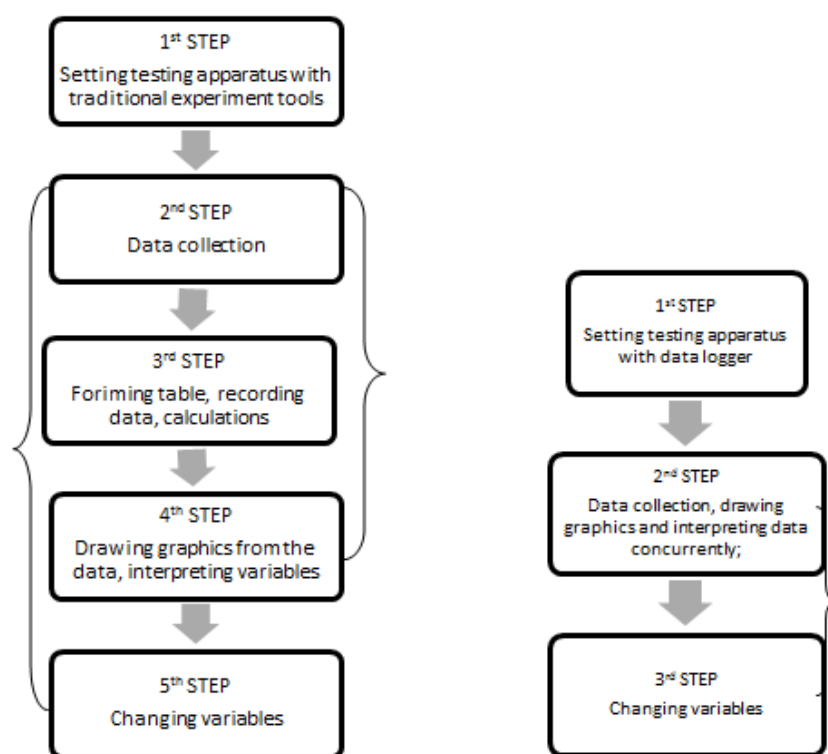 1st STEP
Setting testing apparatus with
traditional experiment tools
2nd STEP
Data collection
3rd STEP
Foriming table, recording
data, calculations
4th STEP
Drawing graphics from the
data, interpreting variables
5th STEP
Changing variables
1st STEP
Setting testing apparatus
with data logger
2nd STEP
Data collection, drawing
graphics and interpreting data
concurrently;
3rd STEP
Changing variables